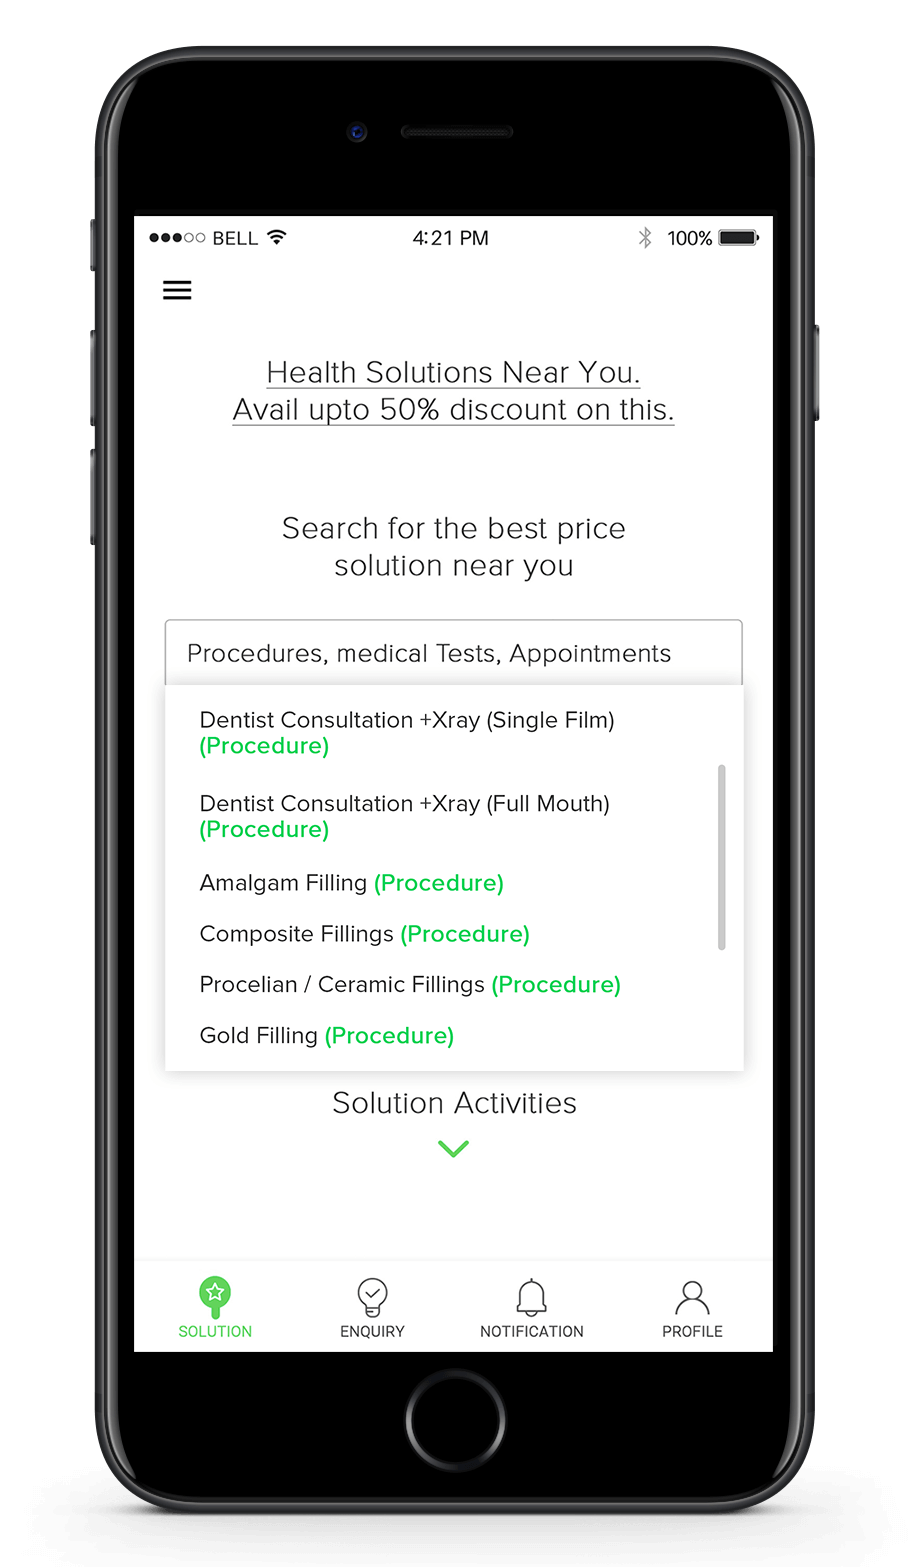 BELL 4:21 PM 100%
Health Solutions Near You.
Avail upto 50% discount on this.
Search for the best price
solution near you
Procedures, medical Tests, Appointments
Dentist Consultation +Xray (Single Film)
(Procedure)
Dentist Consultation +Xray (Full Mouth)
(Procedure)
Amalgam Filling (Procedure)
Composite Fillings (Procedure)
Procelian / Ceramic Fillings (Procedure)
Gold Filling (Procedure)
Solution Activities
SOLUTION ENQUIRY NOTIFICATION PROFILE